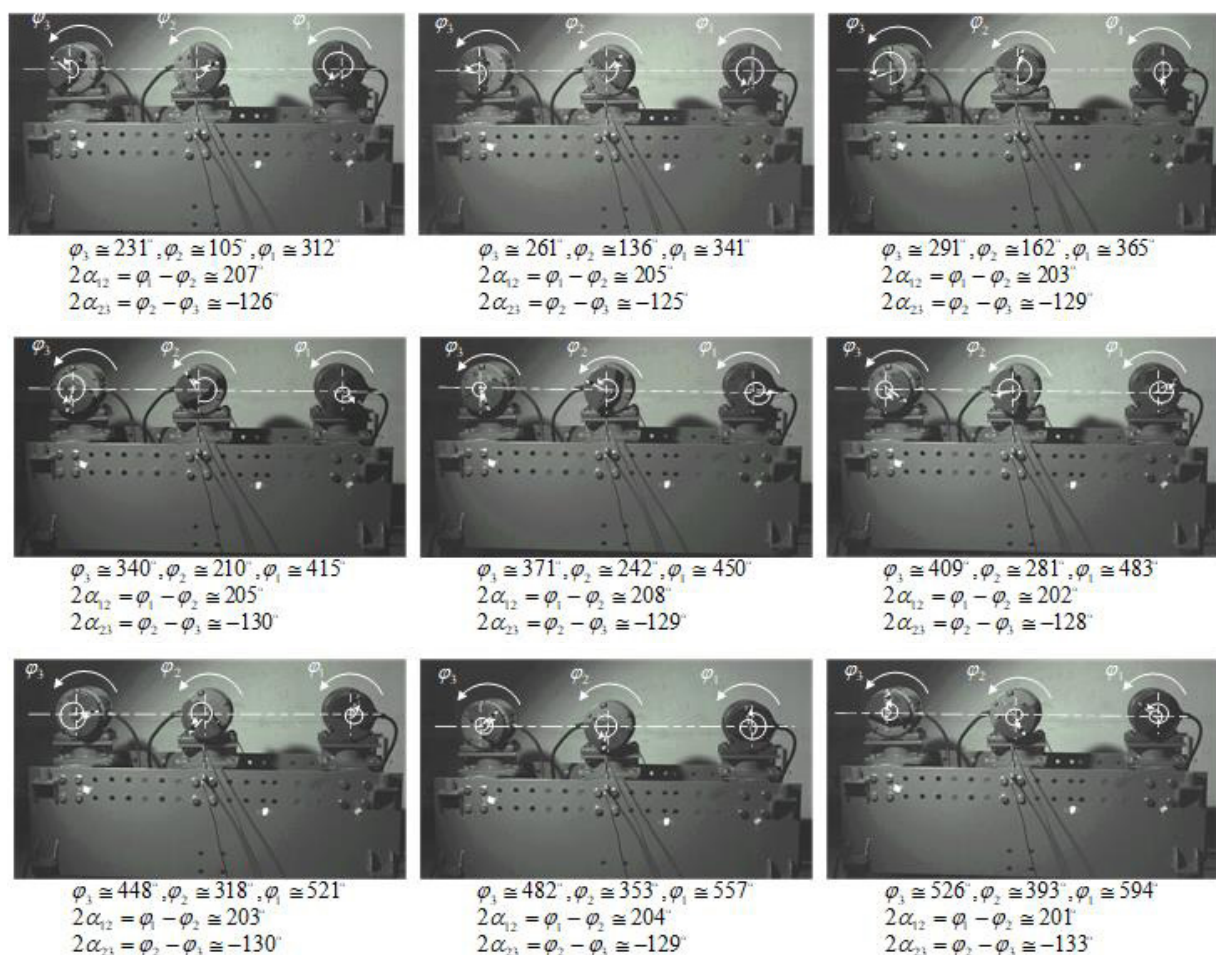 φ₃ φ₂ φ₁
φ₃ φ₂ φ₁
φ₃ φ₂ φ₁
φ₃ ≅ 231°, φ₂ ≅ 105°, φ₁ ≅ 312°
2α₁₂ = φ₁ − φ₂ ≅ 207°
2α₂₃ = φ₂ − φ₃ ≅ −126°
φ₃ ≅ 261°, φ₂ ≅ 136°, φ₁ ≅ 341°
2α₁₂ = φ₁ − φ₂ ≅ 205°
2α₂₃ = φ₂ − φ₃ ≅ −125°
φ₃ ≅ 291°, φ₂ ≅ 162°, φ₁ ≅ 365°
2α₁₂ = φ₁ − φ₂ ≅ 203°
2α₂₃ = φ₂ − φ₃ ≅ −129°
φ₃ φ₂ φ₁
φ₃ φ₂ φ₁
φ₃ φ₂ φ₁
φ₃ ≅ 340°, φ₂ ≅ 210°, φ₁ ≅ 415°
2α₁₂ = φ₁ − φ₂ ≅ 205°
2α₂₃ = φ₂ − φ₃ ≅ −130°
φ₃ ≅ 371°, φ₂ ≅ 242°, φ₁ ≅ 450°
2α₁₂ = φ₁ − φ₂ ≅ 208°
2α₂₃ = φ₂ − φ₃ ≅ −129°
φ₃ ≅ 409°, φ₂ ≅ 281°, φ₁ ≅ 483°
2α₁₂ = φ₁ − φ₂ ≅ 202°
2α₂₃ = φ₂ − φ₃ ≅ −128°
φ₃ φ₂ φ₁
φ₃ φ₂ φ₁
φ₃ φ₂ φ₁
φ₃ ≅ 448°, φ₂ ≅ 318°, φ₁ ≅ 521°
2α₁₂ = φ₁ − φ₂ ≅ 203°
2α₂₃ = φ₂ − φ₃ ≅ −130°
φ₃ ≅ 482°, φ₂ ≅ 353°, φ₁ ≅ 557°
2α₁₂ = φ₁ − φ₂ ≅ 204°
2α₂₃ = φ₂ − φ₃ ≅ −129°
φ₃ ≅ 526°, φ₂ ≅ 393°, φ₁ ≅ 594°
2α₁₂ = φ₁ − φ₂ ≅ 201°
2α₂₃ = φ₂ − φ₃ ≅ −133°